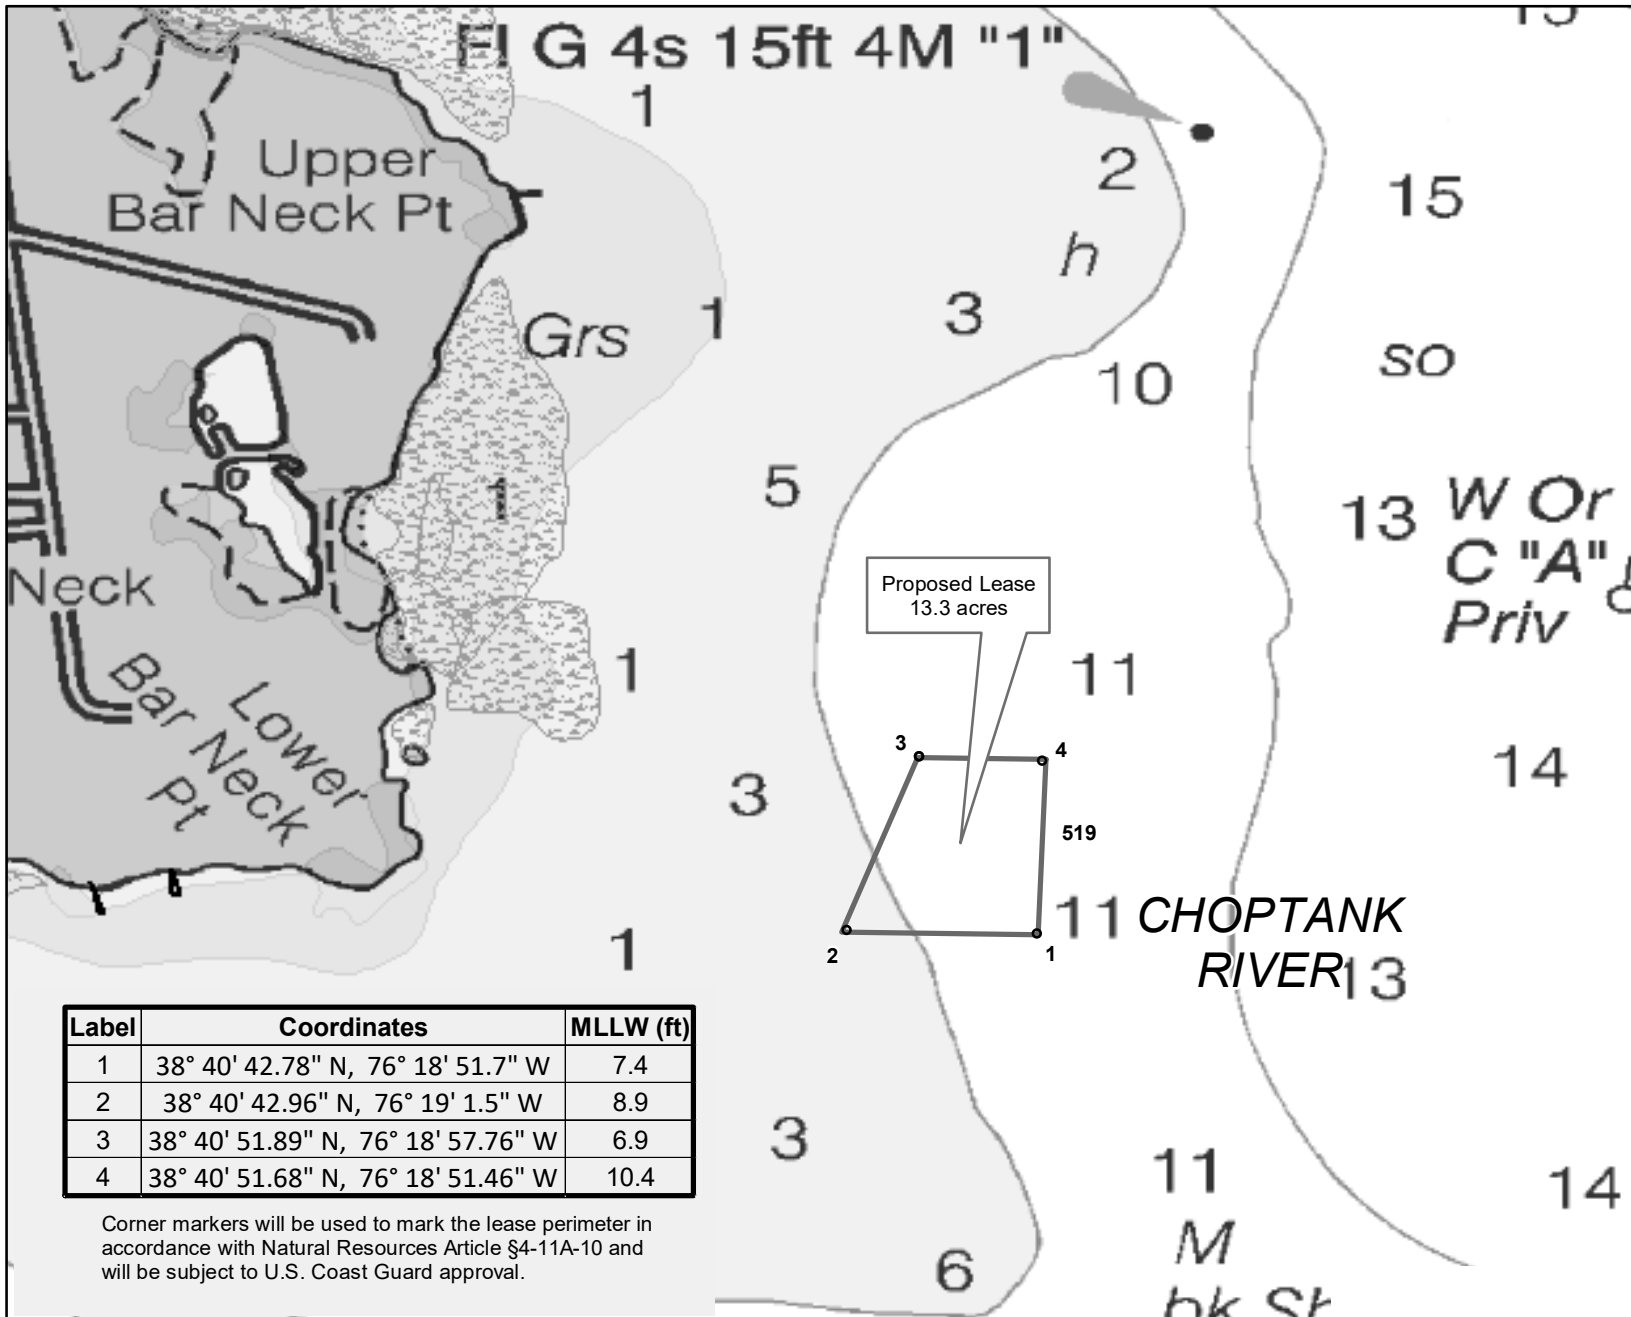 Fl G 4s 15ft 4M "1"
1
Upper
Bar Neck Pt
2
15
h
Grs
1
3
so
10
5
1
13
W Or
C "A"
Priv
Proposed Lease
13.3 acres
Neck
1
11
Lower
Bar Neck
Pt
3
4
14
3
519
11
CHOPTANK
RIVER
2
1
1
13
Label Coordinates MLLW (ft)
1 38° 40' 42.78" N, 76° 18' 51.7" W 7.4
2 38° 40' 42.96" N, 76° 19' 1.5" W 8.9
3 38° 40' 51.89" N, 76° 18' 57.76" W 6.9
4 38° 40' 51.68" N, 76° 18' 51.46" W 10.4
Corner markers will be used to mark the lease perimeter in
accordance with Natural Resources Article §4-11A-10 and
will be subject to U.S. Coast Guard approval.
3
11
14
M
6